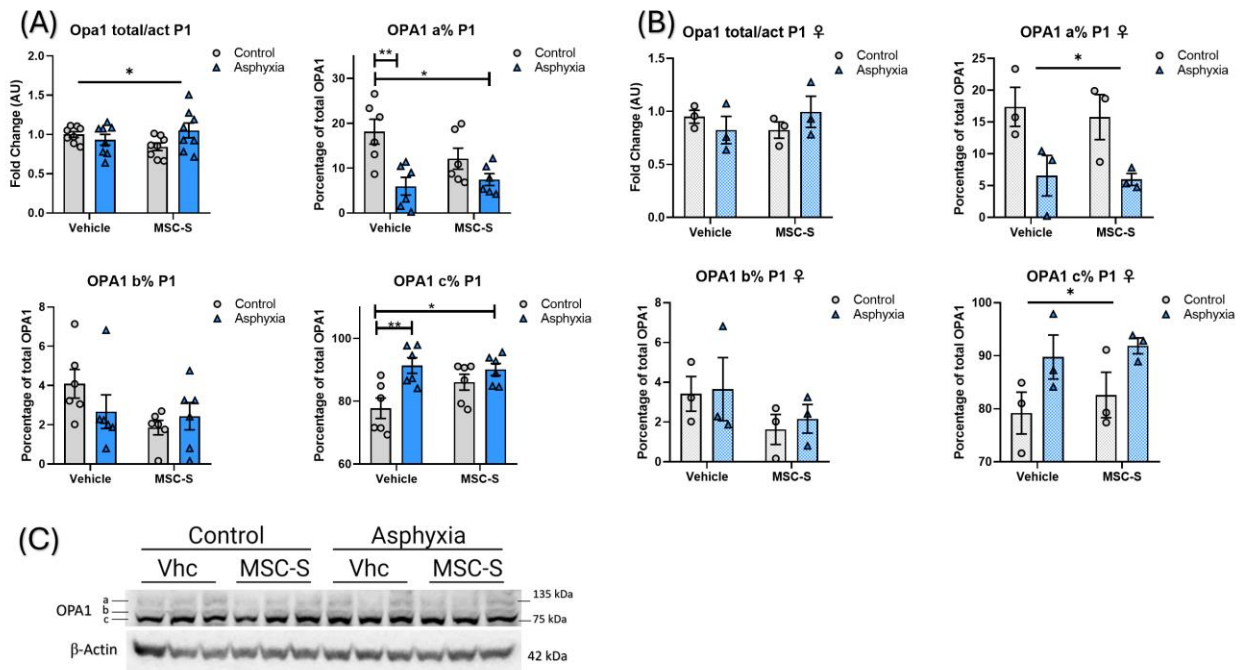 (A)
Opa1 total/act P1
Fold Change (AU)
2.0
1.5
1.0
0.5
0.0
*
Control
Asphyxia
Vehicle
MSC-S
OPA1 a% P1
Percentage of total OPA1
30
20
10
0
**
*
Control
Asphyxia
Vehicle
MSC-S
OPA1 b% P1
Percentage of total OPA1
8
6
4
2
0
Control
Asphyxia
Vehicle
MSC-S
OPA1 c% P1
Percentage of total OPA1
100
80
60
*
**
Control
Asphyxia
Vehicle
MSC-S
(B)
Opa1 total/act P1 ♀
Fold Change (AU)
1.5
1.0
0.5
0.0
Control
Asphyxia
Vehicle
MSC-S
OPA1 a% P1 ♀
Percentage of total OPA1
25
20
15
10
5
0
*
Control
Asphyxia
Vehicle
MSC-S
OPA1 b% P1 ♀
Percentage of total OPA1
8
6
4
2
0
Control
Asphyxia
Vehicle
MSC-S
OPA1 c% P1 ♀
Percentage of total OPA1
100
90
80
70
*
Control
Asphyxia
Vehicle
MSC-S
(C)
Control
Asphyxia
Vhc
MSC-S
Vhc
MSC-S
OPA1
a
b
c
135 kDa
75 kDa
β-Actin
42 kDa